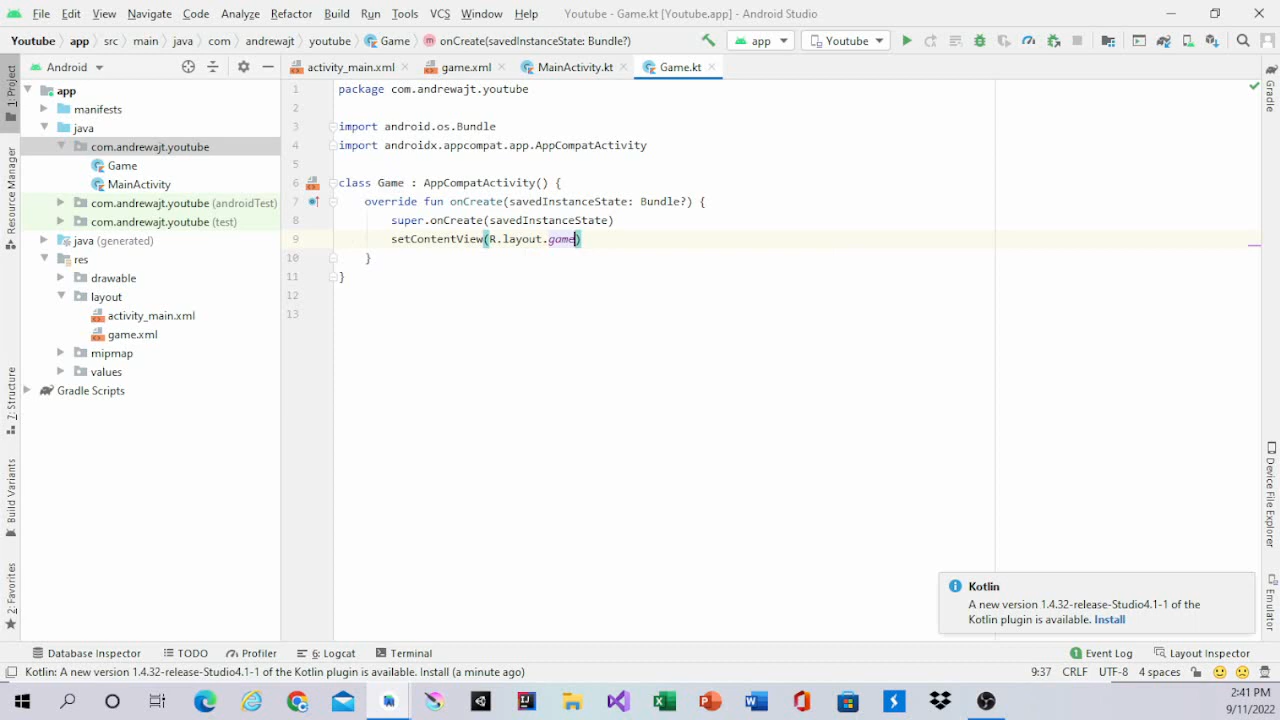 File Edit View Navigate Code Analyze Refactor Build Run Tools VCS Window Help Youtube - Game.kt [Youtube.app] - Android Studio
Youtube app src main java com andrewajt youtube Game onCreate(savedInstanceState: Bundle?) app Youtube
Android activity_main.xml game.xml MainActivity.kt Game.kt
1: Project
Resource Manager
7: Structure
Build Variants
2: Favorites
app
manifests
java
com.andrewajt.youtube
Game
MainActivity
com.andrewajt.youtube (androidTest)
com.andrewajt.youtube (test)
java (generated)
res
drawable
layout
activity_main.xml
game.xml
mipmap
values
Gradle Scripts
1 package com.andrewajt.youtube
2
3 import android.os.Bundle
4 import androidx.appcompat.app.AppCompatActivity
5
6 class Game : AppCompatActivity() {
7 override fun onCreate(savedInstanceState: Bundle?) {
8 super.onCreate(savedInstanceState)
9 setContentView(R.layout.game)
10 }
11 }
12
13
Gradle
Device File Explorer
Emulator
Kotlin
A new version 1.4.32-release-Studio4.1-1 of the
Kotlin plugin is available. Install
Database Inspector TODO Profiler 6: Logcat Terminal Event Log Layout Inspector
Kotlin: A new version 1.4.32-release-Studio4.1-1 of the Kotlin plugin is available. Install (a minute ago) 9:37 CRLF UTF-8 4 spaces
2:41 PM
9/11/2022